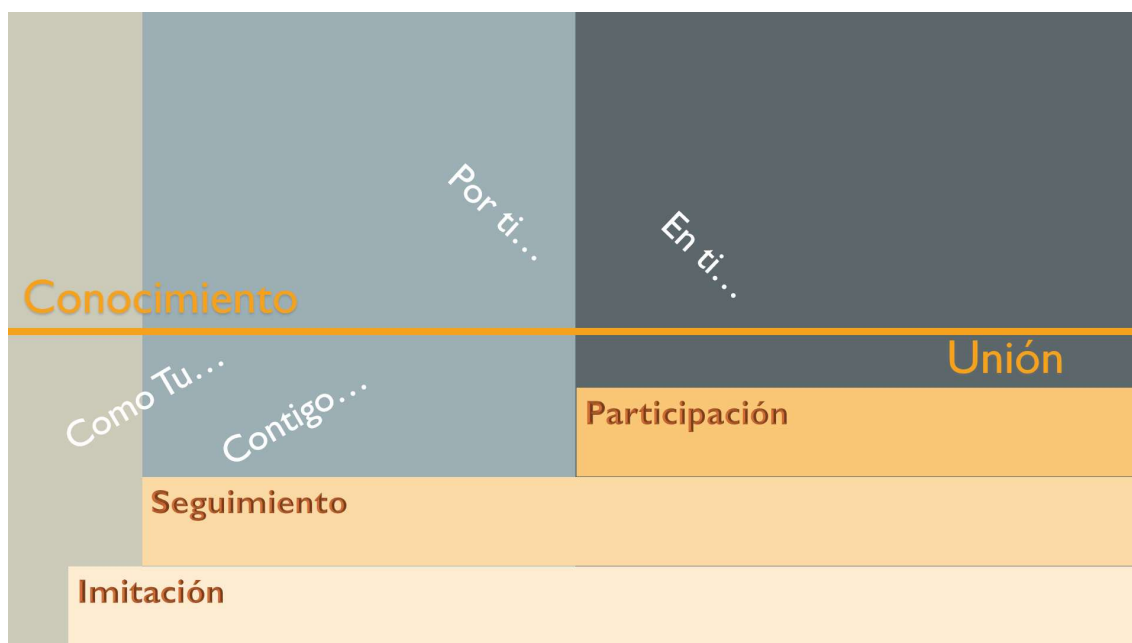 Por ti...
En ti...
Conocimiento
Unión
Como Tu...
Contigo...
Participación
Seguimiento
Imitación